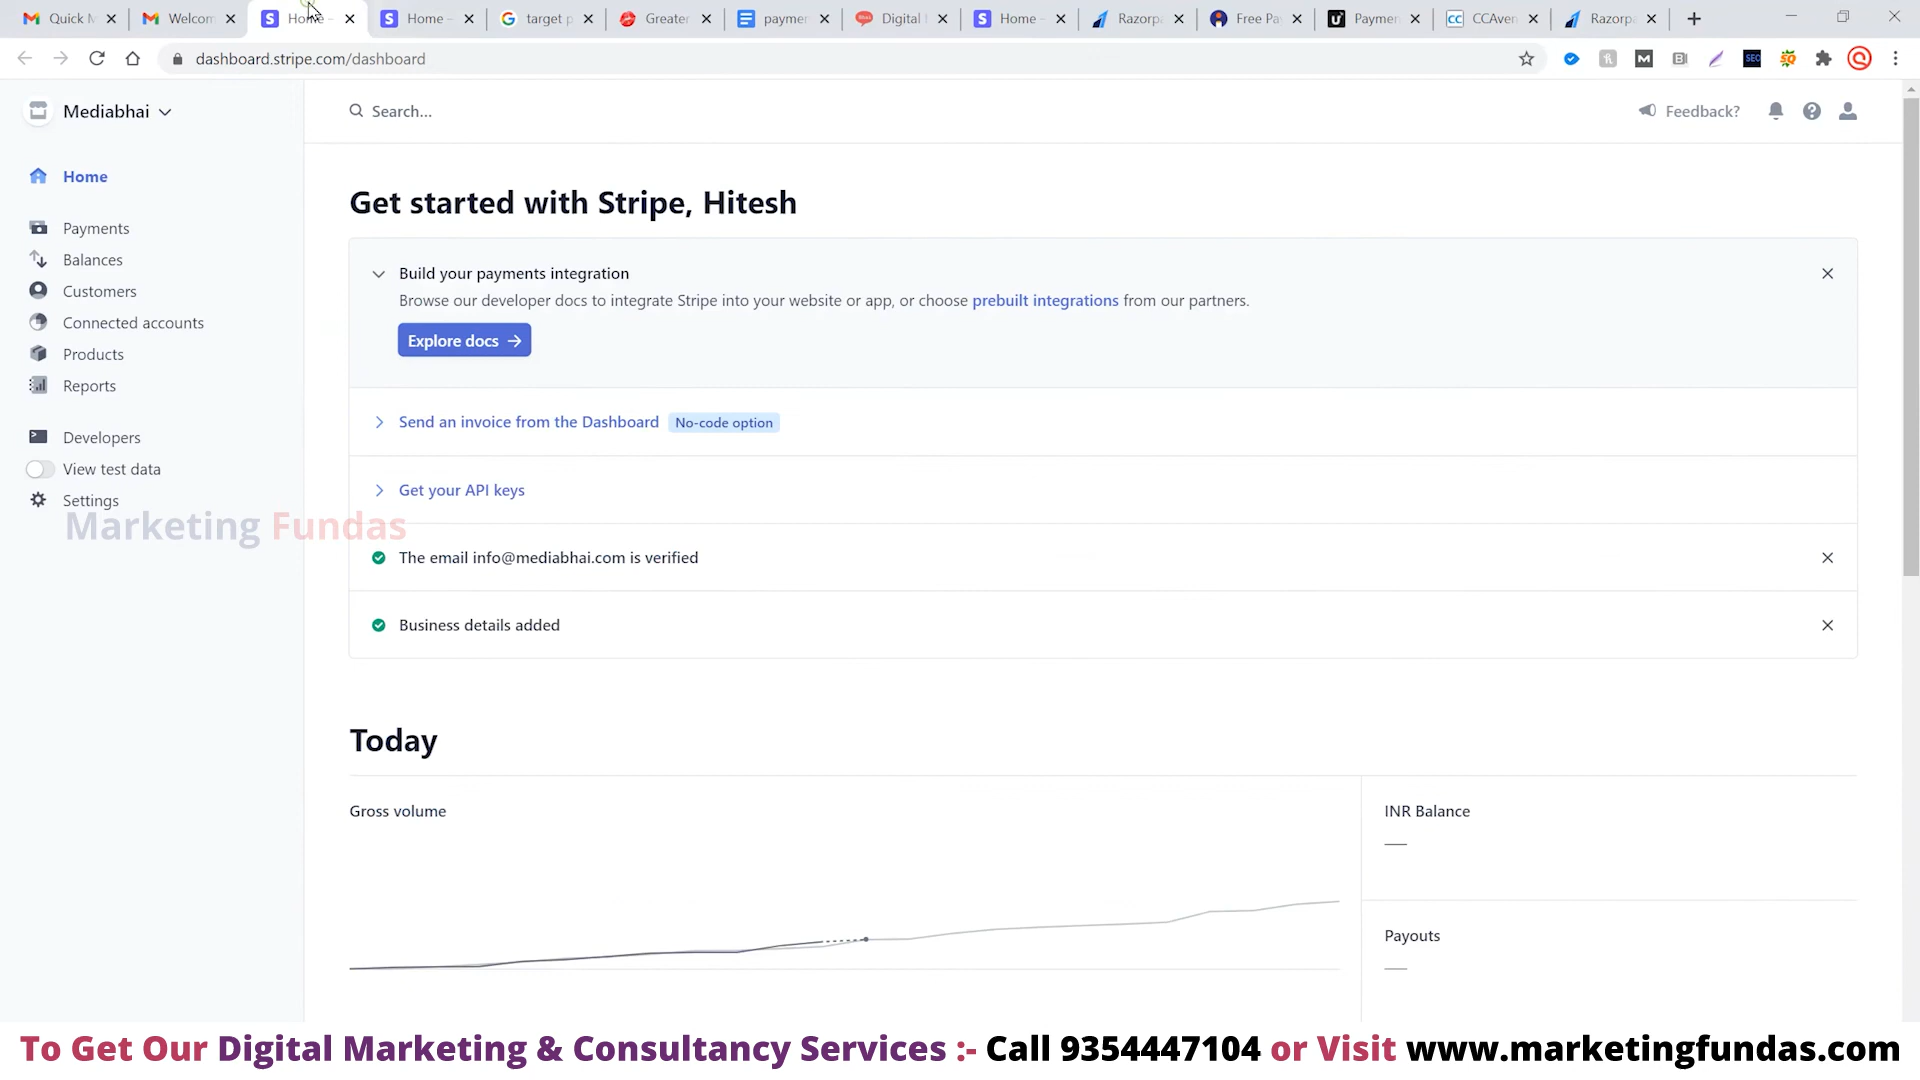 Quick M
Welcom
Home -
Home -
target p
Greater
paymen
Digital
Home -
Razorpa
Free Pa
Paymen
CCAven
Razorpa
dashboard.stripe.com/dashboard
Mediabhai
Search...
Feedback?
Home
Payments
Balances
Customers
Connected accounts
Products
Reports
Developers
View test data
Settings
Marketing Fundas
Get started with Stripe, Hitesh
Build your payments integration
Browse our developer docs to integrate Stripe into your website or app, or choose prebuilt integrations from our partners.
Explore docs →
Send an invoice from the Dashboard No-code option
Get your API keys
The email info@mediabhai.com is verified
Business details added
Today
Gross volume
INR Balance
—
Payouts
—
To Get Our Digital Marketing & Consultancy Services :- Call 9354447104 or Visit www.marketingfundas.com